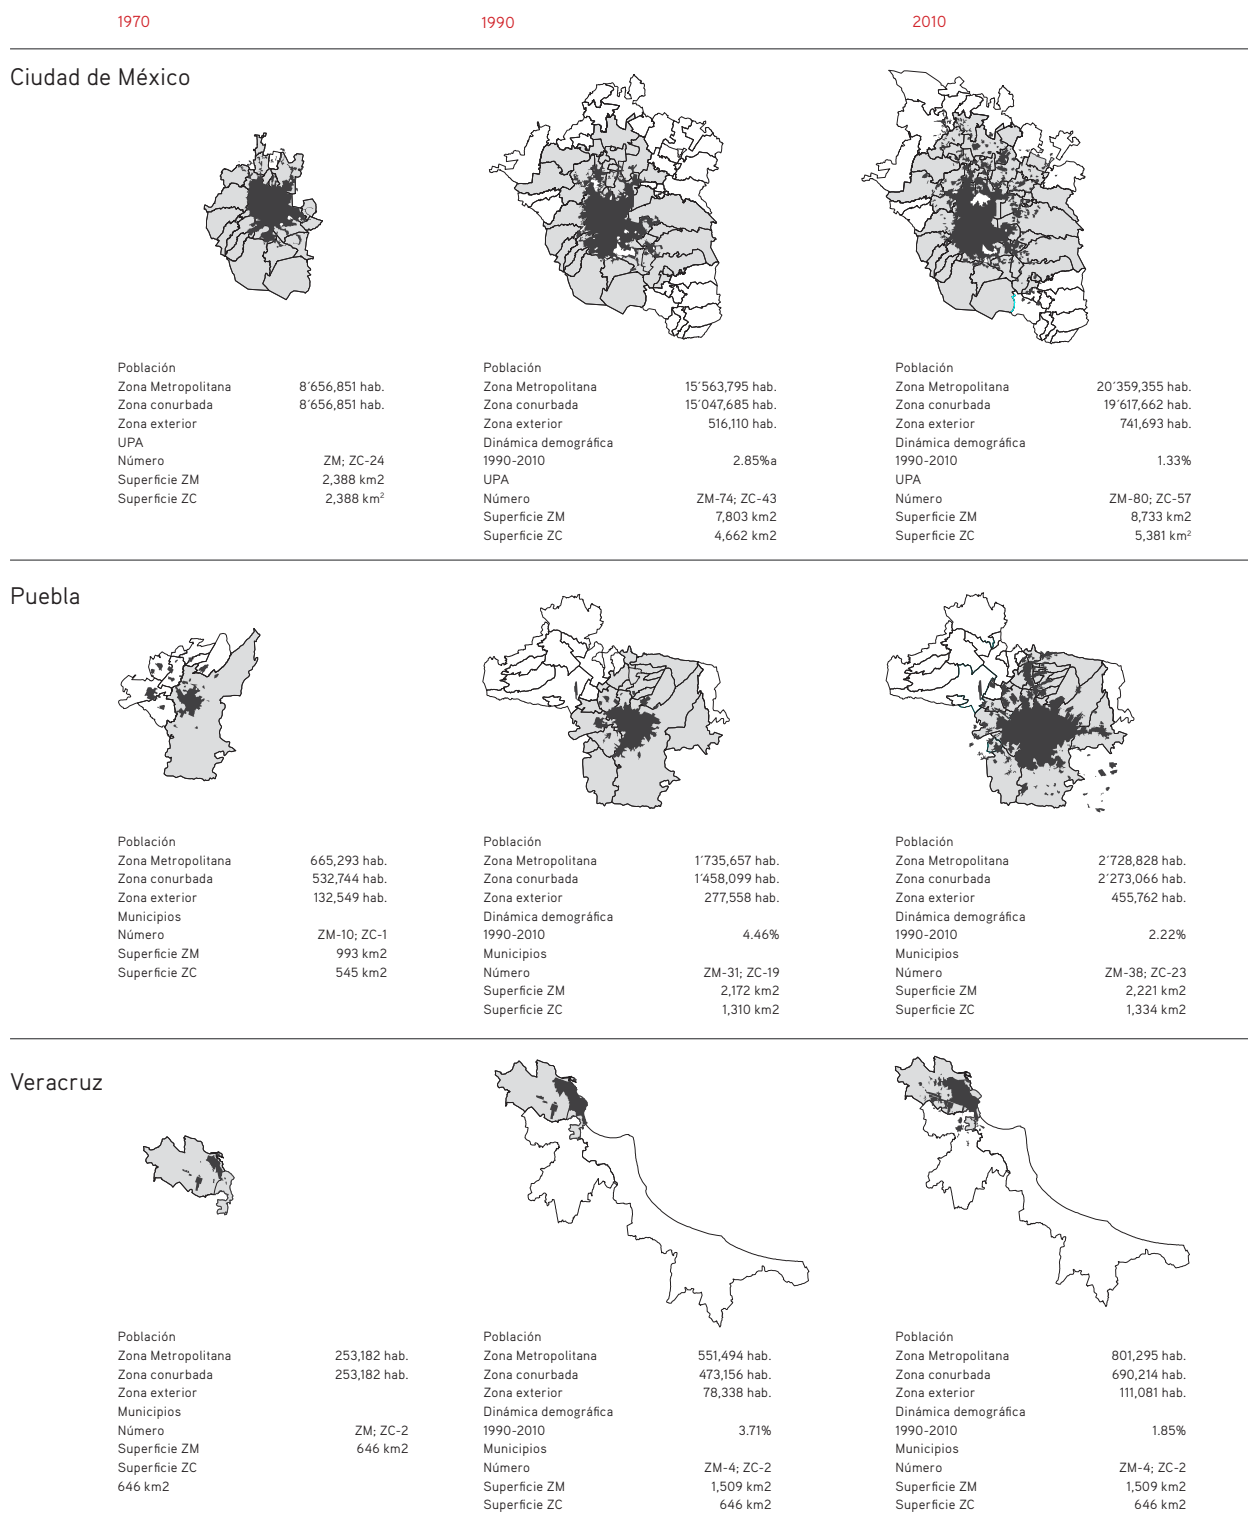 1970 1990 2010
Ciudad de México
Población
Zona Metropolitana 8´656,851 hab.
Zona conurbada 8´656,851 hab.
Zona exterior
UPA
Número ZM; ZC-24
Superficie ZM 2,388 km2
Superficie ZC 2,388 km²
Población
Zona Metropolitana 15´563,795 hab.
Zona conurbada 15´047,685 hab.
Zona exterior 516,110 hab.
Dinámica demográfica
1990-2010 2.85%a
UPA
Número ZM-74; ZC-43
Superficie ZM 7,803 km2
Superficie ZC 4,662 km2
Población
Zona Metropolitana 20´359,355 hab.
Zona conurbada 19´617,662 hab.
Zona exterior 741,693 hab.
Dinámica demográfica
1990-2010 1.33%
UPA
Número ZM-80; ZC-57
Superficie ZM 8,733 km2
Superficie ZC 5,381 km²
Puebla
Población
Zona Metropolitana 665,293 hab.
Zona conurbada 532,744 hab.
Zona exterior 132,549 hab.
Municipios
Número ZM-10; ZC-1
Superficie ZM 993 km2
Superficie ZC 545 km2
Población
Zona Metropolitana 1´735,657 hab.
Zona conurbada 1´458,099 hab.
Zona exterior 277,558 hab.
Dinámica demográfica
1990-2010 4.46%
Municipios
Número ZM-31; ZC-19
Superficie ZM 2,172 km2
Superficie ZC 1,310 km2
Población
Zona Metropolitana 2´728,828 hab.
Zona conurbada 2´273,066 hab.
Zona exterior 455,762 hab.
Dinámica demográfica
1990-2010 2.22%
Municipios
Número ZM-38; ZC-23
Superficie ZM 2,221 km2
Superficie ZC 1,334 km2
Veracruz
Población
Zona Metropolitana 253,182 hab.
Zona conurbada 253,182 hab.
Zona exterior
Municipios
Número ZM; ZC-2
Superficie ZM 646 km2
Superficie ZC
646 km2
Población
Zona Metropolitana 551,494 hab.
Zona conurbada 473,156 hab.
Zona exterior 78,338 hab.
Dinámica demográfica
1990-2010 3.71%
Municipios
Número ZM-4; ZC-2
Superficie ZM 1,509 km2
Superficie ZC 646 km2
Población
Zona Metropolitana 801,295 hab.
Zona conurbada 690,214 hab.
Zona exterior 111,081 hab.
Dinámica demográfica
1990-2010 1.85%
Municipios
Número ZM-4; ZC-2
Superficie ZM 1,509 km2
Superficie ZC 646 km2